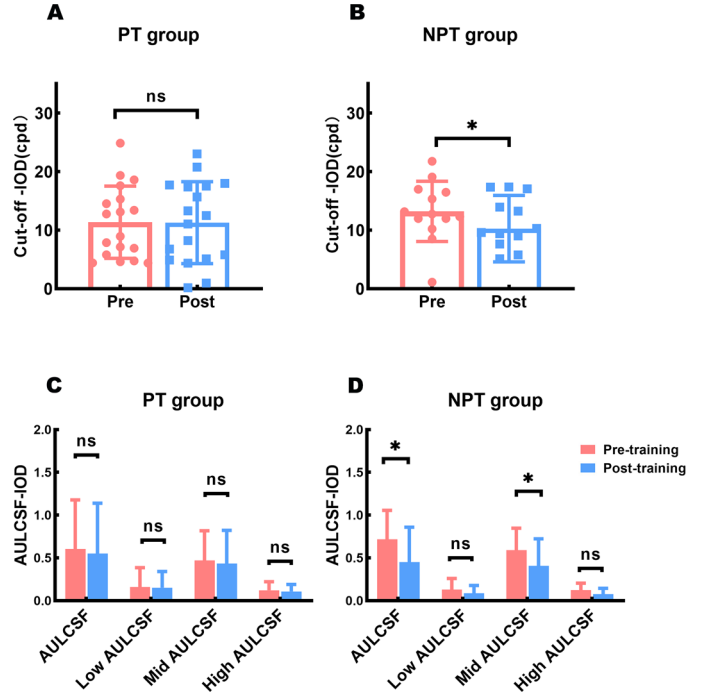 A
PT group
Cut-off -IOD(cpd)
30
20
10
0
ns
Pre
Post
B
NPT group
Cut-off -IOD(cpd)
30
20
10
0
*
Pre
Post
C
PT group
AULCSF-IOD
2.0
1.5
1.0
0.5
0.0
ns
ns
ns
ns
AULCSF
Low AULCSF
Mid AULCSF
High AULCSF
D
NPT group
AULCSF-IOD
2.0
1.5
1.0
0.5
0.0
*
ns
*
ns
AULCSF
Low AULCSF
Mid AULCSF
High AULCSF
Pre-training
Post-training